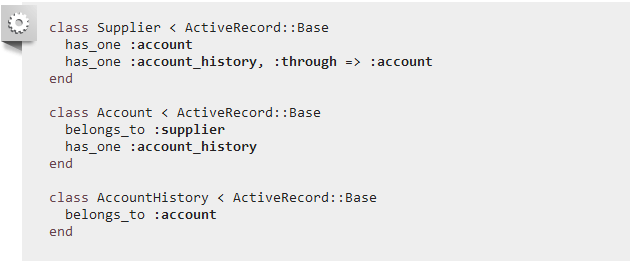 class Supplier < ActiveRecord::Base
  has_one :account
  has_one :account_history, :through => :account
end

class Account < ActiveRecord::Base
  belongs_to :supplier
  has_one :account_history
end

class AccountHistory < ActiveRecord::Base
  belongs_to :account
end